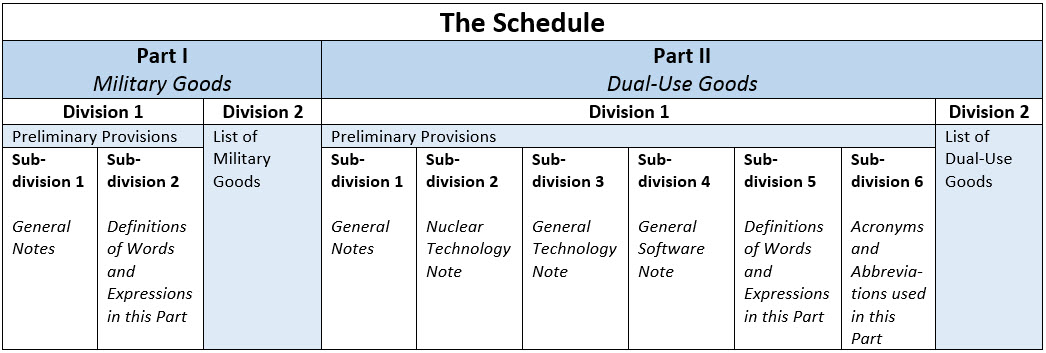 The Schedule
Part I
Military Goods
Part II
Dual-Use Goods
Division 1
Division 2
Division 1
Division 2
Preliminary Provisions
List of
Military
Goods
Preliminary Provisions
List of
Dual-Use
Goods
Sub-
division 1
General
Notes
Sub-
division 2
Definitions
of Words
and
Expressions
in this Part
Sub-
division 1
General
Notes
Sub-
division 2
Nuclear
Technology
Note
Sub-
division 3
General
Technology
Note
Sub-
division 4
General
Software
Note
Sub-
division 5
Definitions
of Words
and
Expressions
in this Part
Sub-
division 6
Acronyms
and
Abbrevia-
tions used
in this
Part